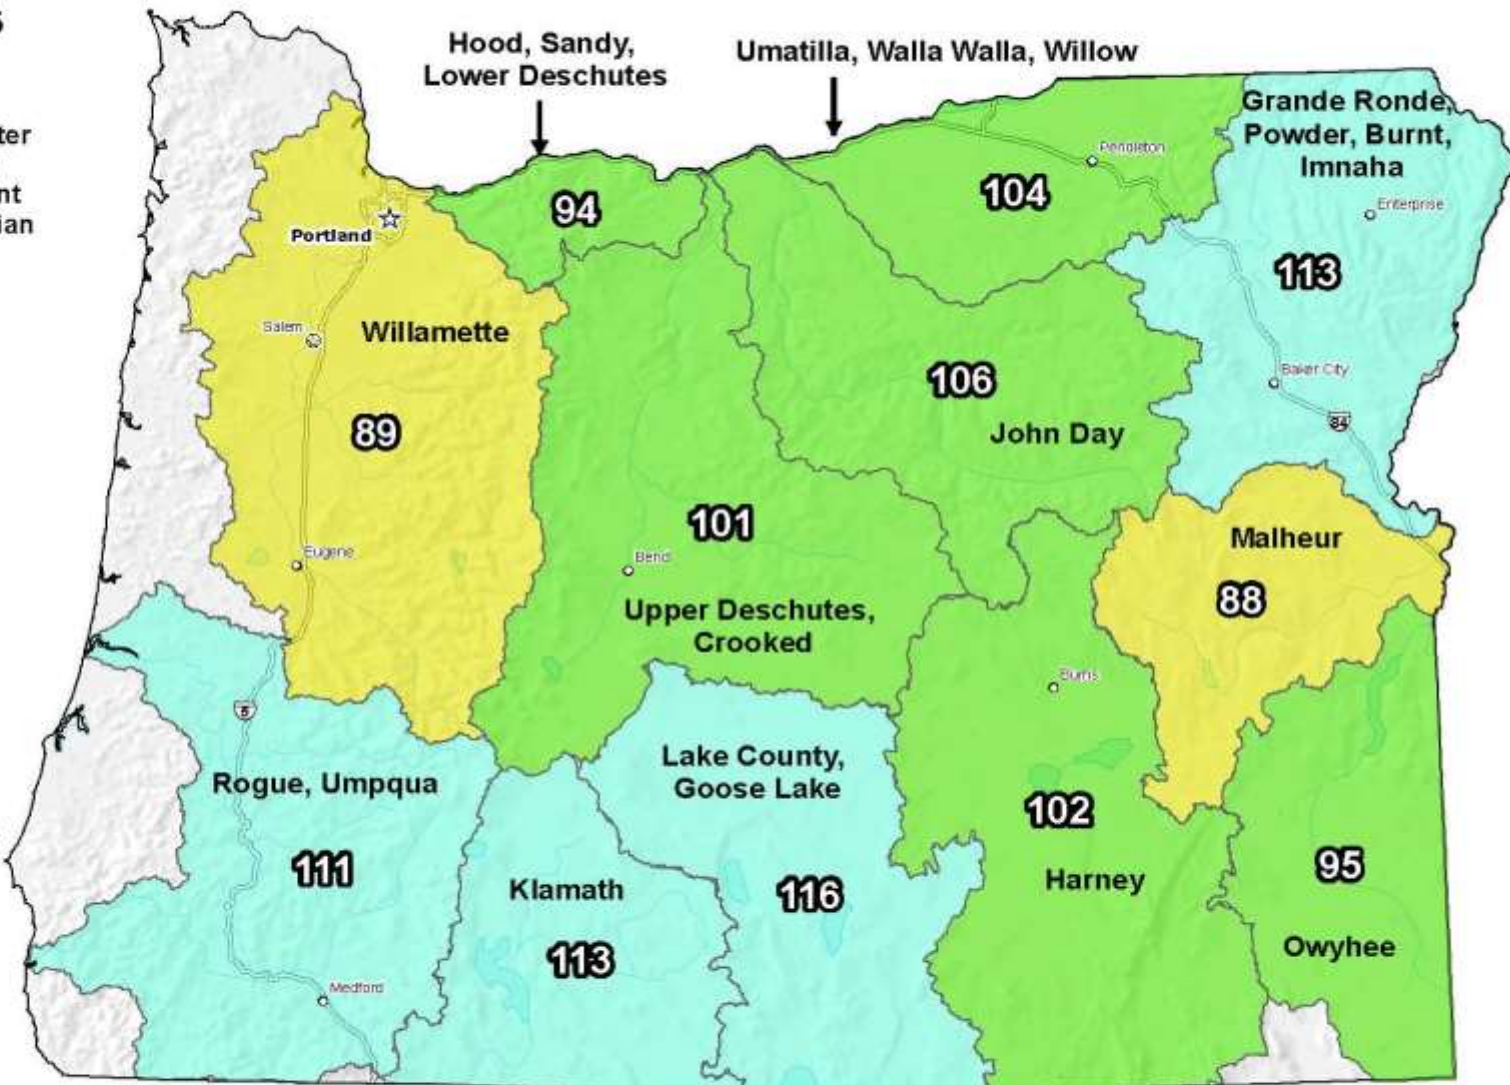 Hood, Sandy,
Lower Deschutes
Umatilla, Walla Walla, Willow
Grande Ronde,
Powder, Burnt,
Imnaha
Pendleton
94
104
Enterprise
Portland
113
Salem
Willamette
106
Baker City
89
John Day
84
101
Malheur
Eugene
Bend
88
Upper Deschutes,
Crooked
Burns
5
Lake County,
Goose Lake
Rogue, Umpqua
102
111
Klamath
116
Harney
95
113
Owyhee
Medford